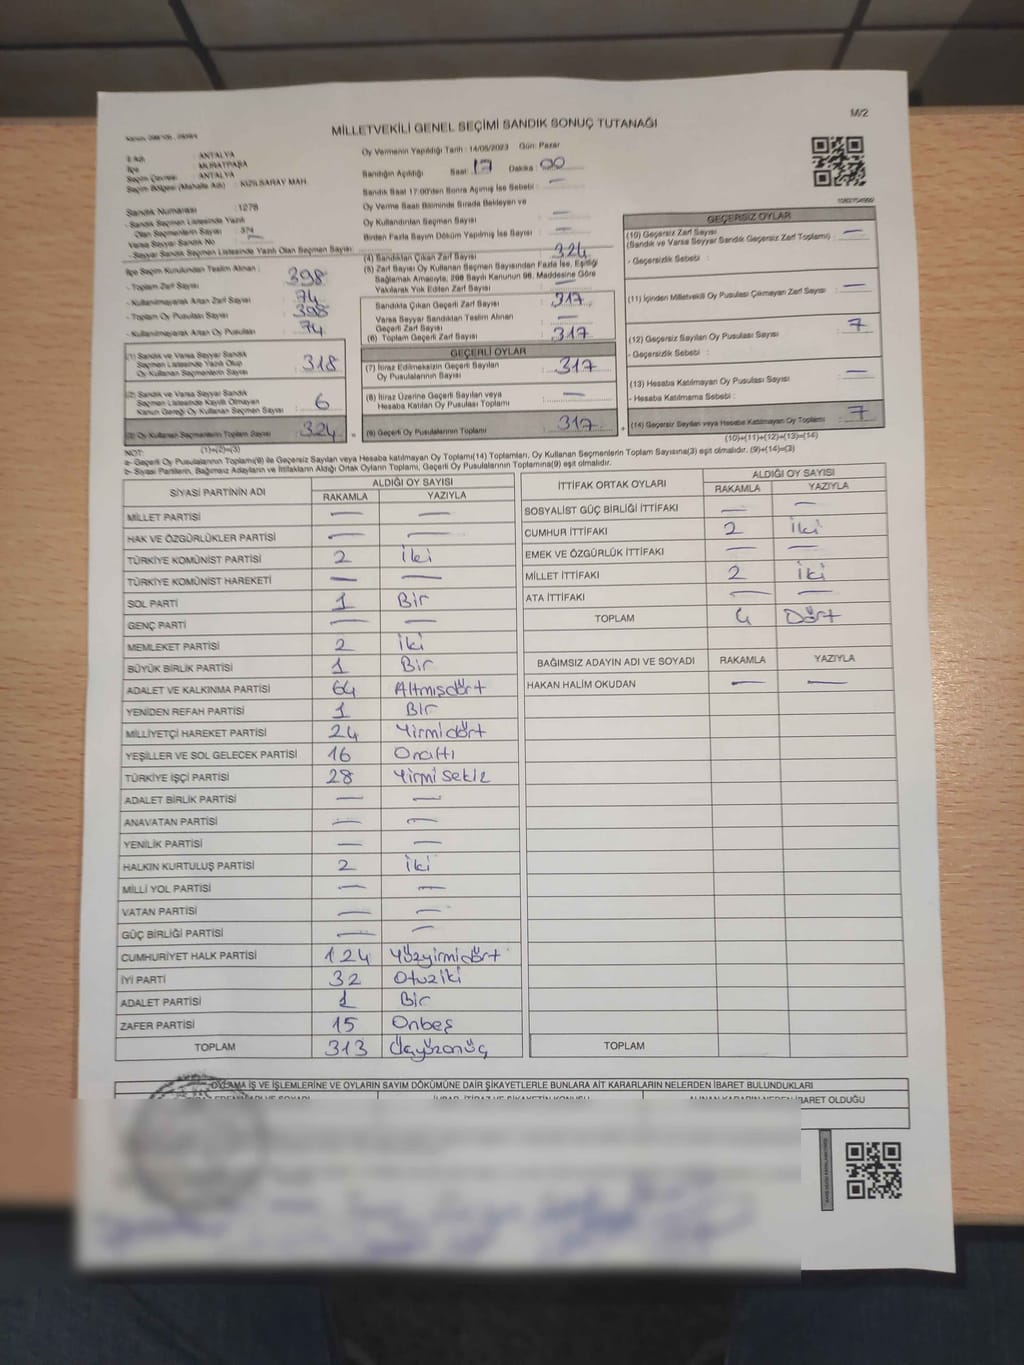 M/2
MİLLETVEKİLİ GENEL SEÇİMİ SANDIK SONUÇ TUTANAĞI
İl Adı : ANTALYA
İlçe : MURATPAŞA
Seçim Çevresi : ANTALYA
Seçim Bölgesi (Mahalle Adı) : KIZILSARAY MAH.
Oy Vermenin Yapıldığı Tarih : 14/05/2023 Gün: Pazar
Sandığın Açıldığı Saat : 17 Dakika : 00
Sandık Saat 17:00'den Sonra Açımış İse Sebebi : —
Oy Verme Saati Bitiminde Sırada Bekleyen ve
Oy Kullandırılan Seçmen Sayısı : —
Birden Fazla Sayım Döküm Yapılmış İse Sayısı : —
Sandık Numarası : 1278
- Sandık Seçmen Listesinde Yazılı
Olan Seçmenlerin Sayısı : 374
Varsa Seyyar Sandık No : —
- Seyyar Sandık Seçmen Listesinde Yazılı Olan Seçmen Sayısı :
İlçe Seçim Kurulundan Teslim Alınan :
- Toplam Zarf Sayısı : 398
- Kullanılmayarak Artan Zarf Sayısı : 74
- Toplam Oy Pusulası Sayısı : 398
- Kullanılmayarak Artan Oy Pusulası : 74
(1) Sandık ve Varsa Seyyar Sandık
Seçmen Listesinde Yazılı Olup
Oy Kullanan Seçmenlerin Sayısı : 318
(2) Sandık ve Varsa Seyyar Sandık
Seçmen Listesinde Kayıtlı Olmayan
Kanun Gereği Oy Kullanan Seçmen Sayısı : 6
(3) Oy Kullanan Seçmenlerin Toplam Sayısı : 324
(1)+(2)=(3)
(4) Sandıktan Çıkan Zarf Sayısı : 324
(5) Zarf Sayısı Oy Kullanan Seçmen Sayısından Fazla İse, Eşitliği
Sağlamak Amacıyla, 298 Sayılı Kanunun 98. Maddesine Göre
Yakılarak Yok Edilen Zarf Sayısı : —
Sandıkta Çıkan Geçerli Zarf Sayısı : 317
Varsa Seyyar Sandıktan Teslim Alınan
Geçerli Zarf Sayısı : —
(6) Toplam Geçerli Zarf Sayısı : 317
GEÇERLİ OYLAR
(7) İtiraz Edilmeksizin Geçerli Sayılan
Oy Pusulalarının Sayısı : 317
(8) İtiraz Üzerine Geçerli Sayılan veya
Hesaba Katılan Oy Pusulası Toplamı : —
(9) Geçerli Oy Pusulalarının Toplamı : 317
GEÇERSİZ OYLAR
(10) Geçersiz Zarf Sayısı : —
(Sandık ve Varsa Seyyar Sandık Geçersiz Zarf Toplamı)
- Geçersizlik Sebebi :
(11) İçinden Milletvekili Oy Pusulası Çıkmayan Zarf Sayısı : —
(12) Geçersiz Sayılan Oy Pusulası Sayısı : 7
- Geçersizlik Sebebi :
(13) Hesaba Katılmayan Oy Pusulası Sayısı : —
- Hesaba Katılmama Sebebi :
(14) Geçersiz Sayılan veya Hesaba Katılmayan Oy Toplamı : 7
(10)+(11)+(12)+(13)=(14)
NOT:
a- Geçerli Oy Pusulalarının Toplamı(9) ile Geçersiz Sayılan veya Hesaba Katılmayan Oy Toplamı(14) Toplamları, Oy Kullanan Seçmenlerin Toplam Sayısına(3) eşit olmalıdır. (9)+(14)=(3)
b- Siyasi Partilerin, Bağımsız Adayların ve İttifakların Aldığı Ortak Oyların Toplamı, Geçerli Oy Pusulalarının Toplamına(9) eşit olmalıdır.
SİYASİ PARTİNİN ADI ALDIĞI OY SAYISI
RAKAMLA YAZIYLA
MİLLET PARTİSİ — —
HAK VE ÖZGÜRLÜKLER PARTİSİ — —
TÜRKİYE KOMÜNİST PARTİSİ 2 iki
TÜRKİYE KOMÜNİST HAREKETİ — —
SOL PARTİ 1 Bir
GENÇ PARTİ — —
MEMLEKET PARTİSİ 2 iki
BÜYÜK BİRLİK PARTİSİ 1 Bir
ADALET VE KALKINMA PARTİSİ 64 Altmışdört
YENİDEN REFAH PARTİSİ 1 Bir
MİLLİYETÇİ HAREKET PARTİSİ 24 Yirmidört
YEŞİLLER VE SOL GELECEK PARTİSİ 16 Onaltı
TÜRKİYE İŞÇİ PARTİSİ 28 Yirmi sekiz
ADALET BİRLİK PARTİSİ — —
ANAVATAN PARTİSİ — —
YENİLİK PARTİSİ — —
HALKIN KURTULUŞ PARTİSİ 2 iki
MİLLİ YOL PARTİSİ — —
VATAN PARTİSİ — —
GÜÇ BİRLİĞİ PARTİSİ — —
CUMHURİYET HALK PARTİSİ 124 Yüzyirmidört
İYİ PARTİ 32 Otuziki
ADALET PARTİSİ 1 Bir
ZAFER PARTİSİ 15 Onbeş
TOPLAM 313 Üçyüzonüç
İTTİFAK ORTAK OYLARI ALDIĞI OY SAYISI
RAKAMLA YAZIYLA
SOSYALİST GÜÇ BİRLİĞİ İTTİFAKI — —
CUMHUR İTTİFAKI 2 iki
EMEK VE ÖZGÜRLÜK İTTİFAKI — —
MİLLET İTTİFAKI 2 iki
ATA İTTİFAKI — —
TOPLAM 4 Dört
BAĞIMSIZ ADAYIN ADI VE SOYADI RAKAMLA YAZIYLA
HAKAN HALİM OKUDAN — —
TOPLAM
OYLAMA İŞ VE İŞLEMLERİNE VE OYLARIN SAYIM DÖKÜMÜNE DAİR ŞİKAYETLERLE BUNLARA AİT KARARLARIN NELERDEN İBARET BULUNDUKLARI